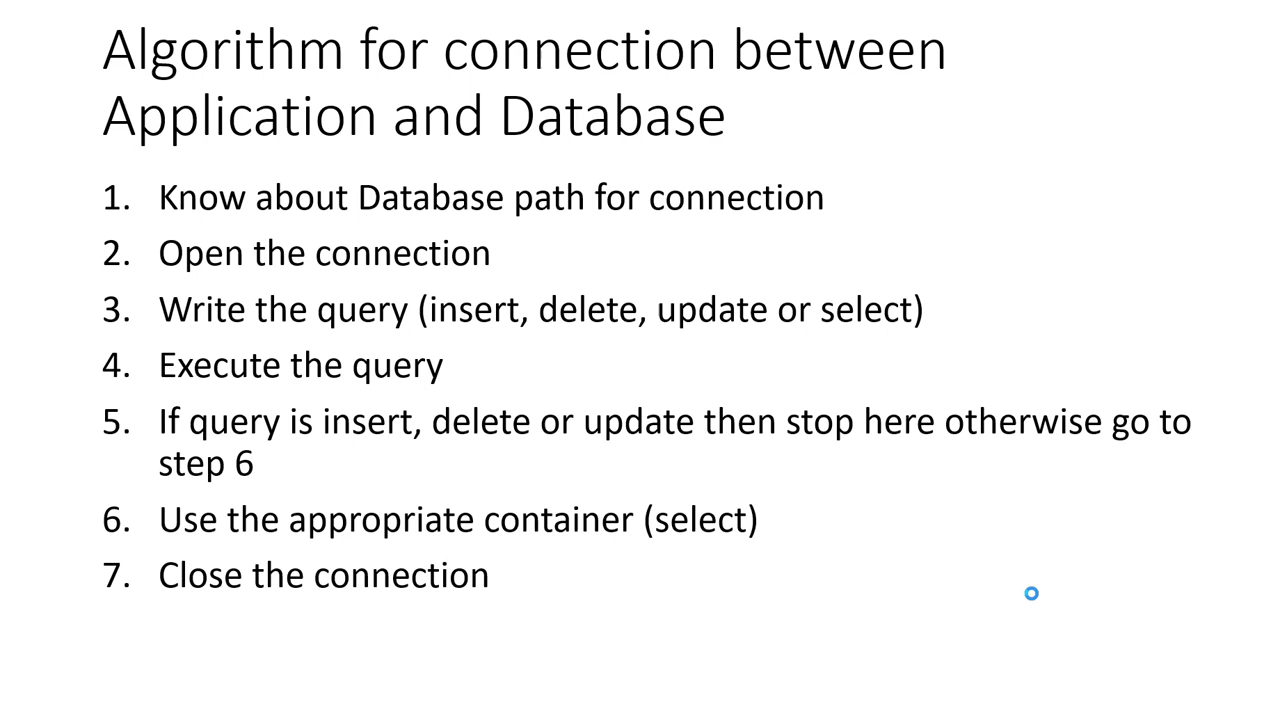 Algorithm for connection between
Application and Database
1. Know about Database path for connection
2. Open the connection
3. Write the query (insert, delete, update or select)
4. Execute the query
5. If query is insert, delete or update then stop here otherwise go to
step 6
6. Use the appropriate container (select)
7. Close the connection